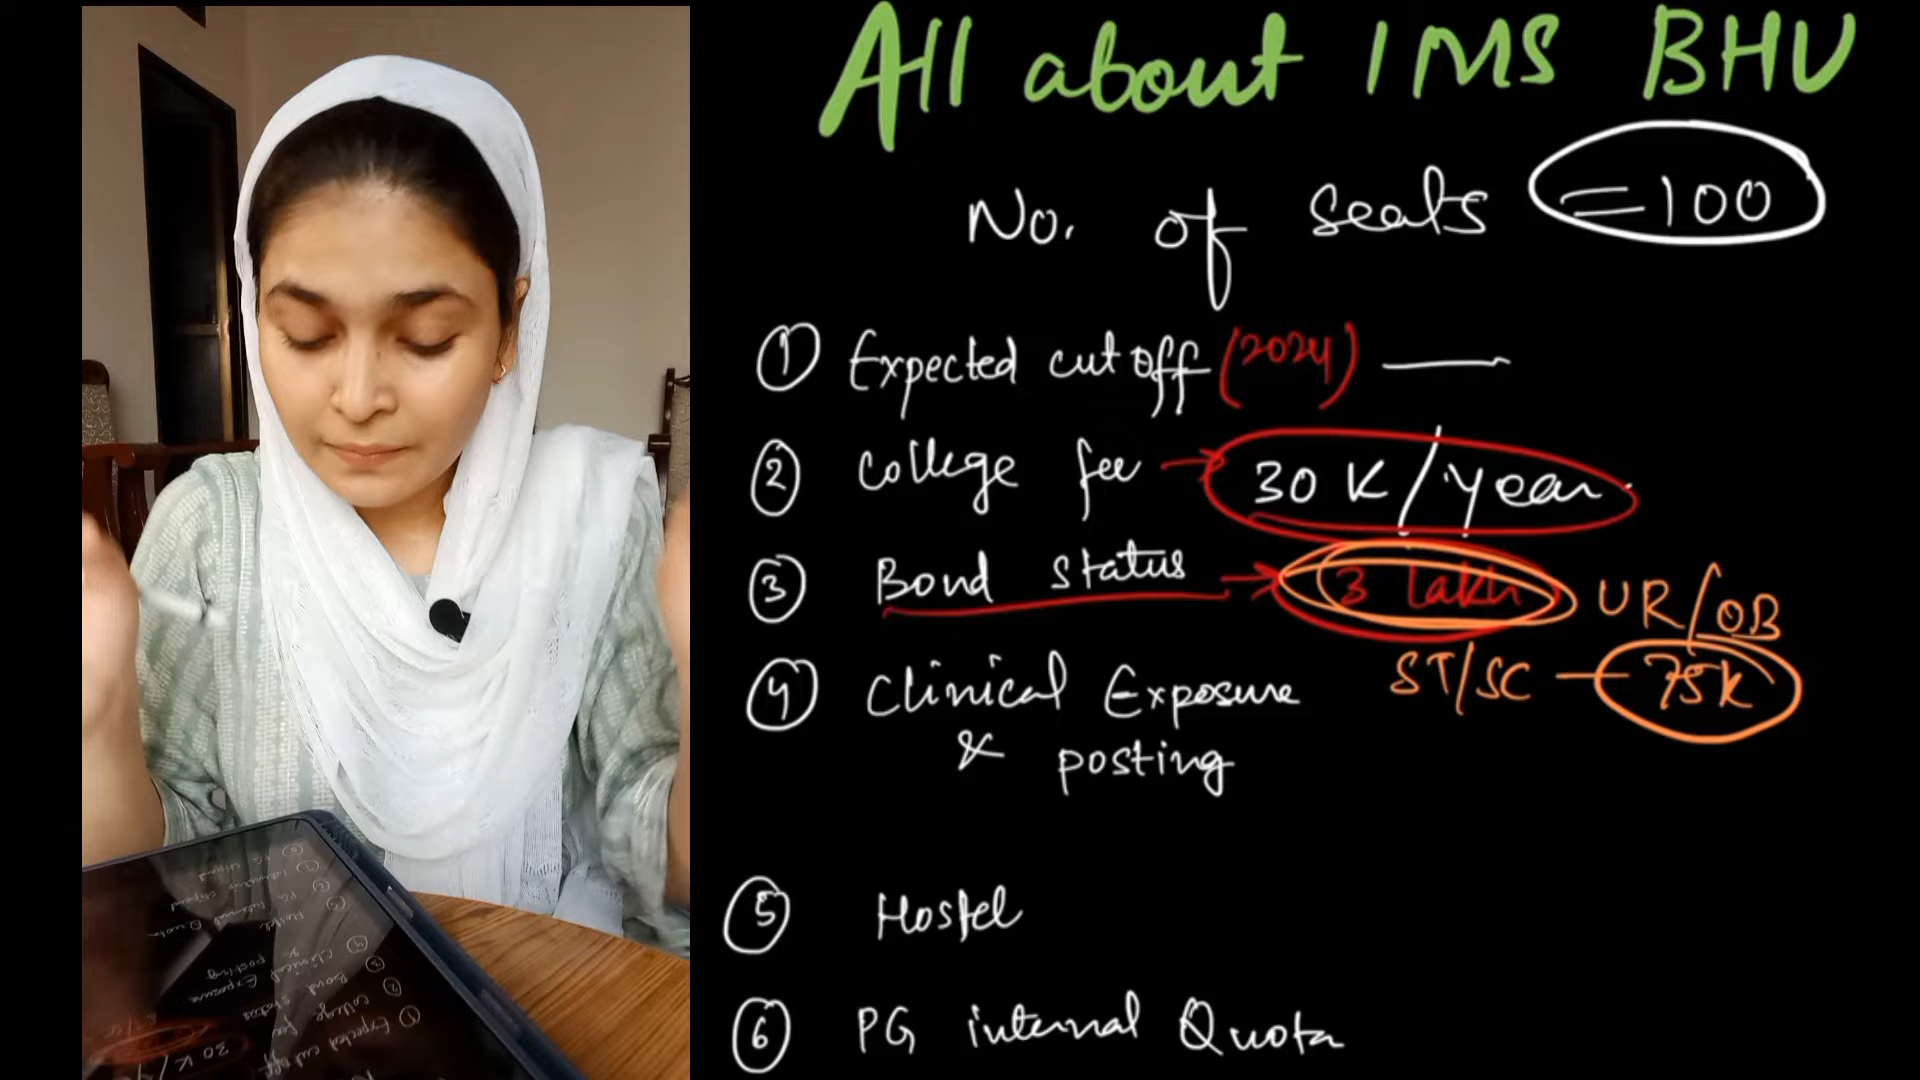 All about IMS BHU
No. of seats = 100
① Expected cut off (2024) —
② college fee → 30 K / year
③ Bond status → 3 lakh UR/OB
ST/SC — 75K
④ Clinical Exposure
& posting
⑤ Hostel
⑥ PG internal Quota